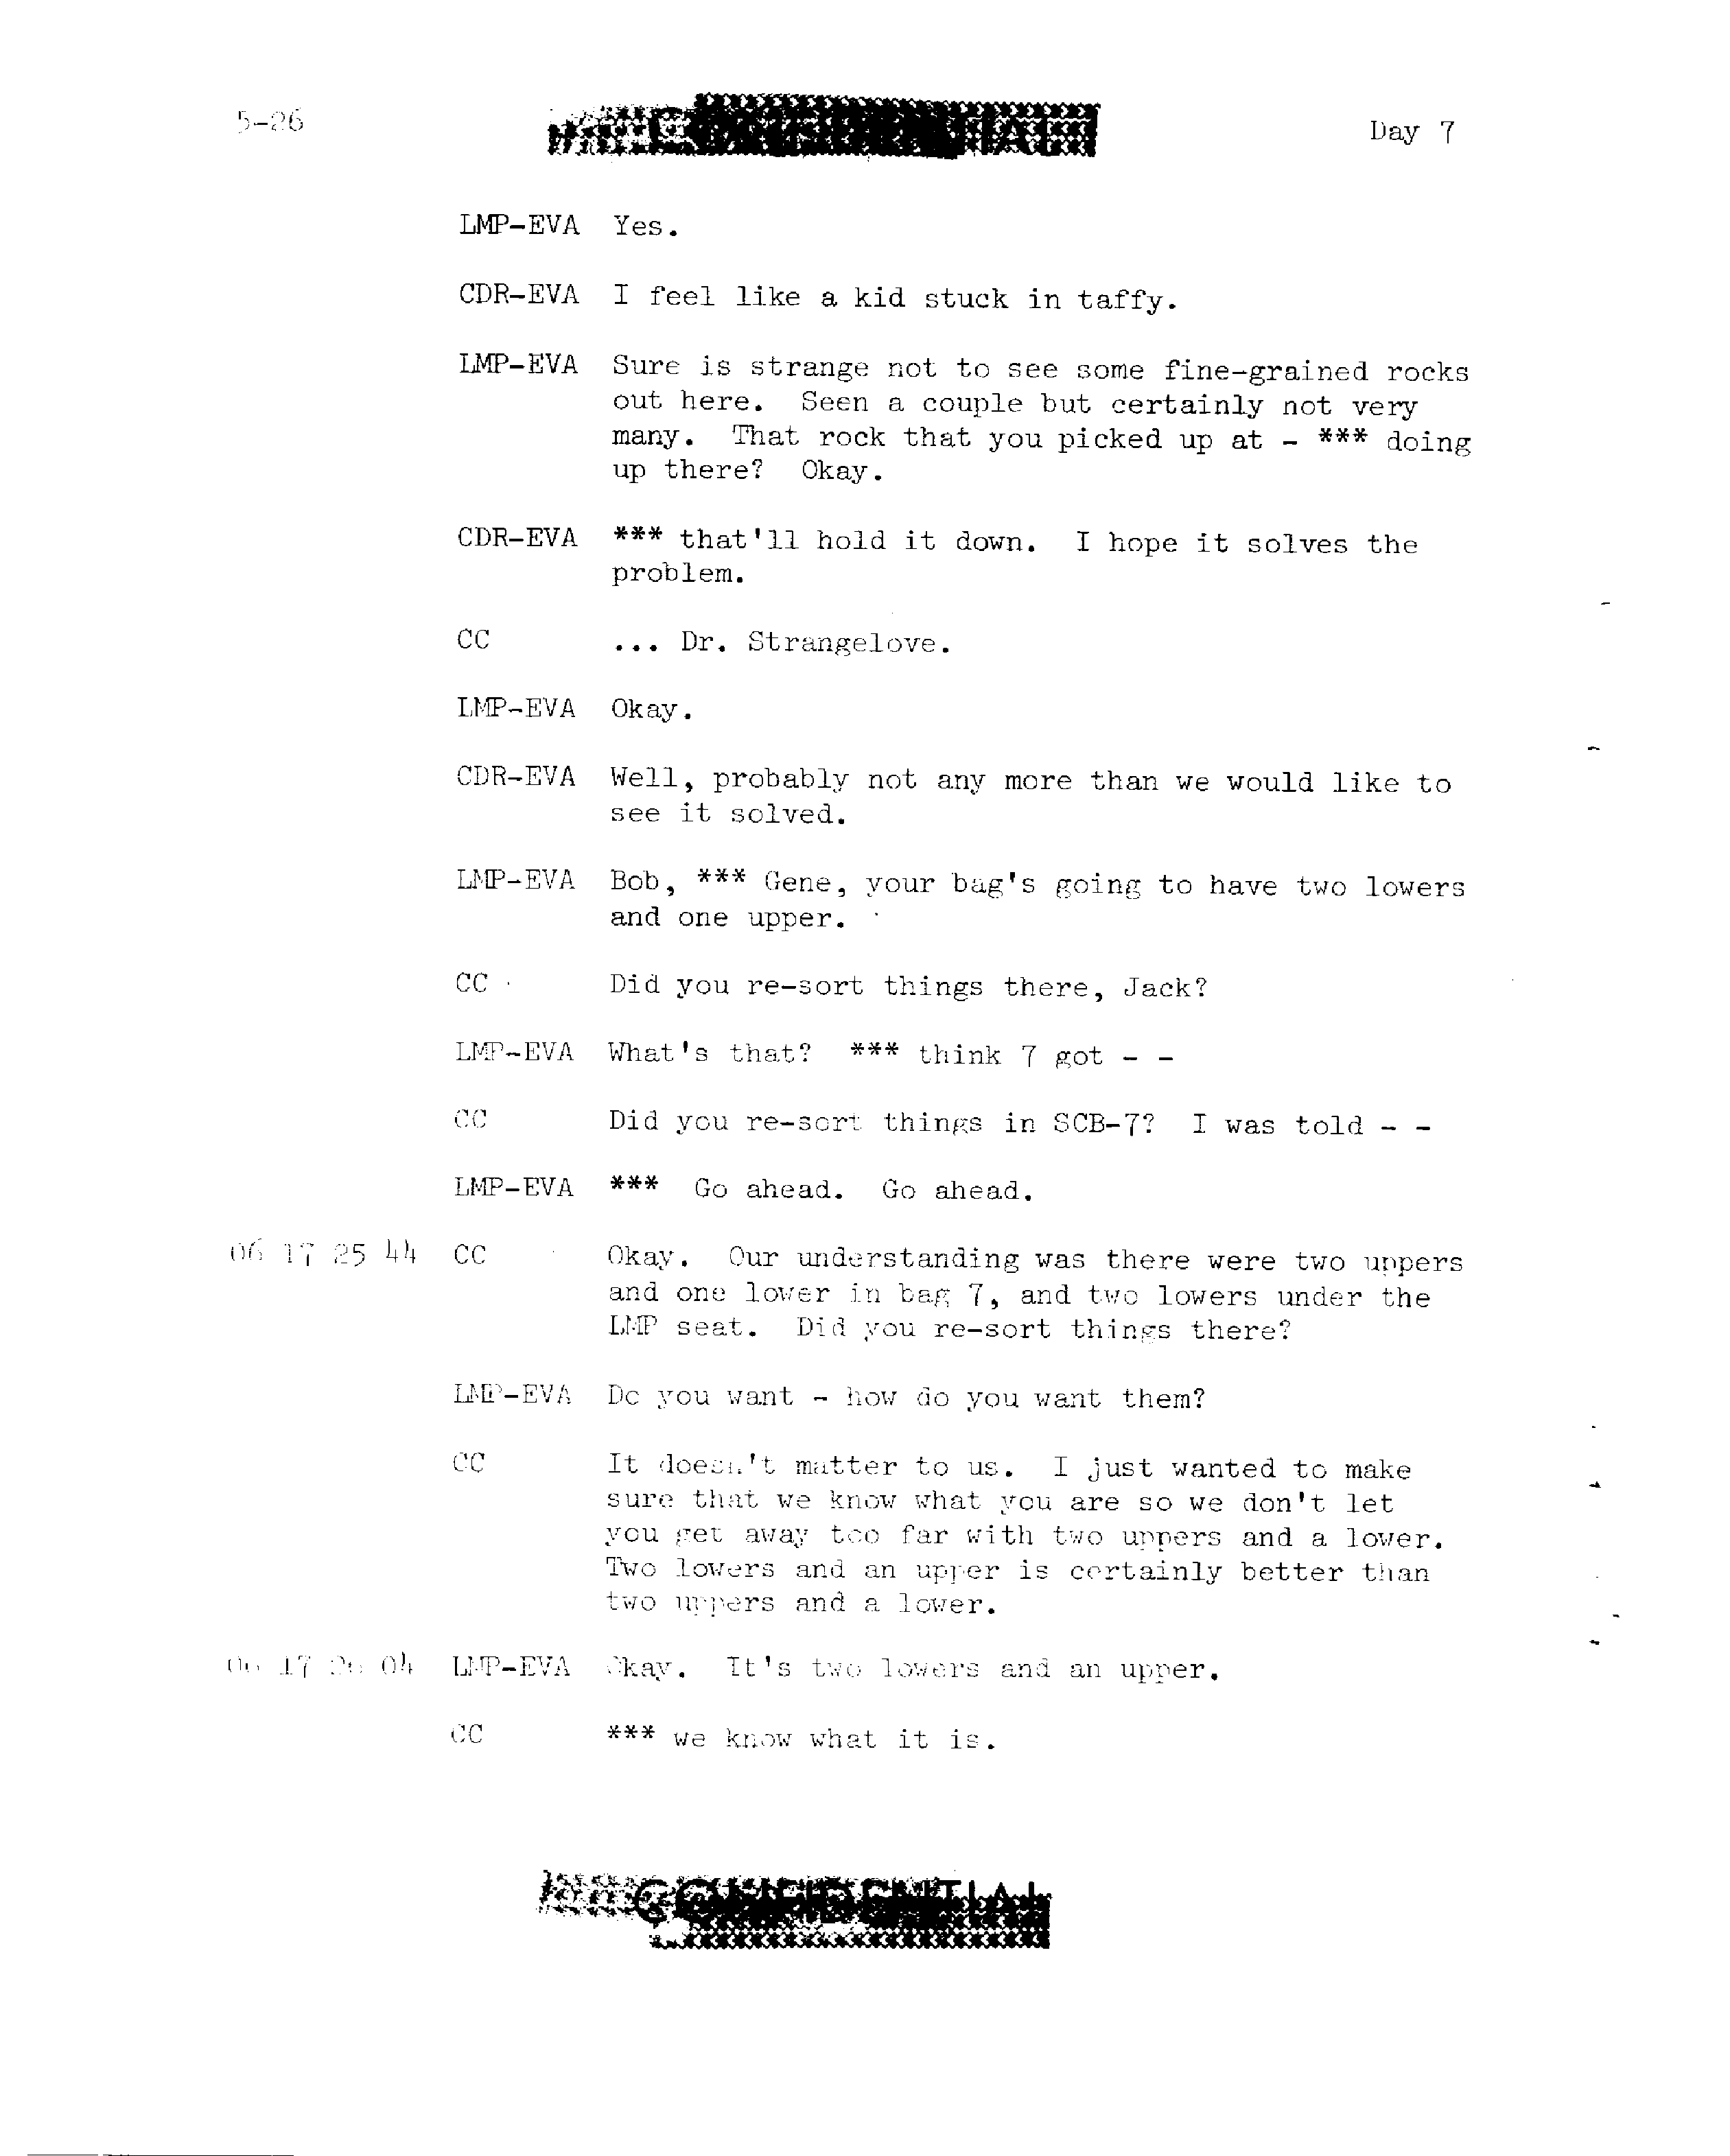 5-26
CONFIDENTIAL
Day 7
LMP-EVA Yes.
CDR-EVA I feel like a kid stuck in taffy.
LMP-EVA Sure is strange not to see some fine-grained rocks
out here. Seen a couple but certainly not very
many. That rock that you picked up at - *** doing
up there? Okay.
CDR-EVA *** that'll hold it down. I hope it solves the
problem.
CC ... Dr. Strangelove.
LMP-EVA Okay.
CDR-EVA Well, probably not any more than we would like to
see it solved.
LMP-EVA Bob, *** Gene, your bag's going to have two lowers
and one upper.
CC Did you re-sort things there, Jack?
LMP-EVA What's that? *** think 7 got - -
CC Did you re-sort things in SCB-7? I was told - -
LMP-EVA *** Go ahead. Go ahead.
06 17 25 44 CC Okay. Our understanding was there were two uppers
and one lower in bag 7, and two lowers under the
LMP seat. Did you re-sort things there?
LMP-EVA Do you want - how do you want them?
CC It doesn't matter to us. I just wanted to make
sure that we know what you are so we don't let
you get away too far with two uppers and a lower.
Two lowers and an upper is certainly better than
two uppers and a lower.
06 17 26 04 LMP-EVA Okay. It's two lowers and an upper.
CC *** we know what it is.
CONFIDENTIAL